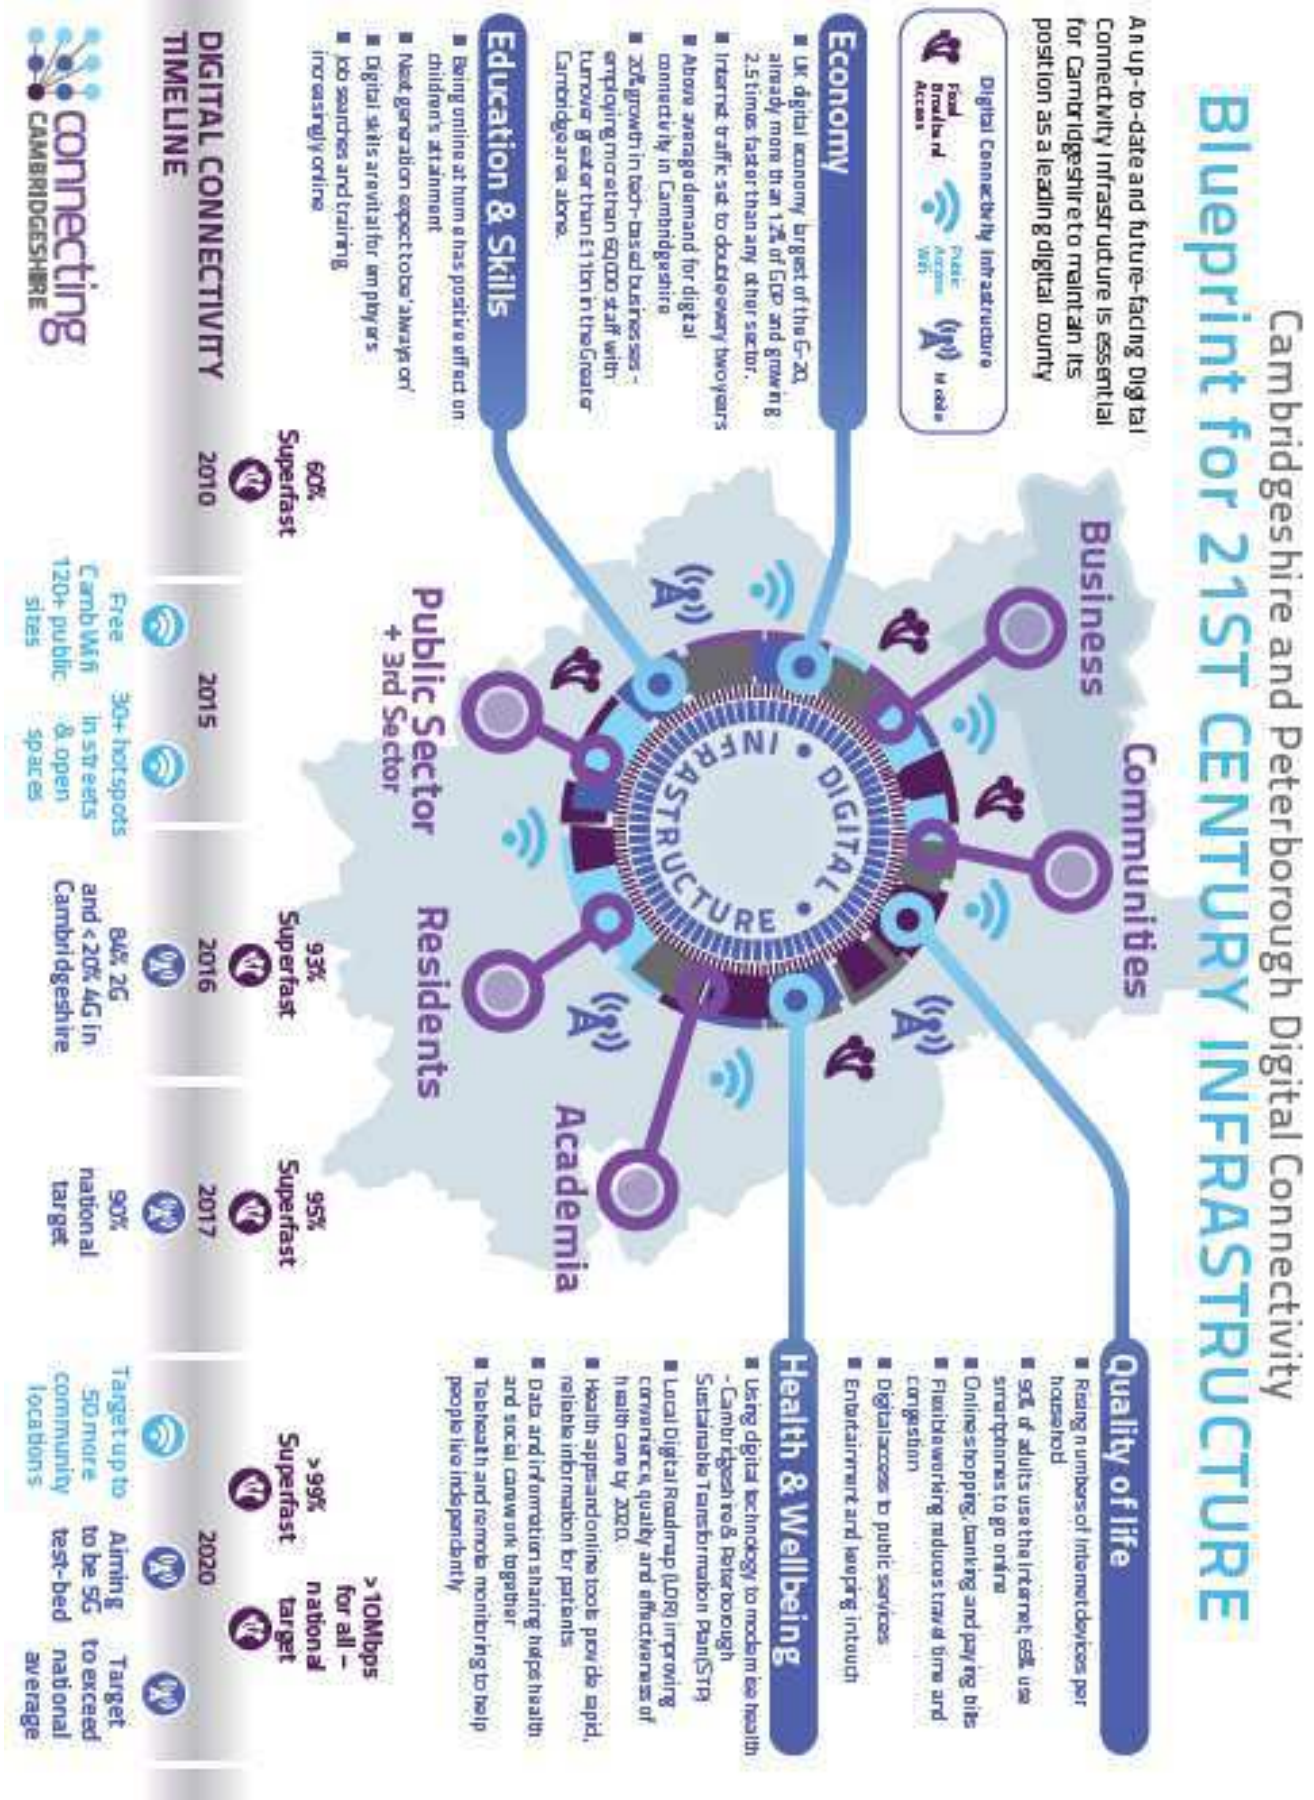 Cambridgeshire and Peterborough Digital Connectivity
Blueprint for 21ST CENTURY INFRASTRUCTURE
An up-to-date and future-facing Digital
Connectivity Infrastructure is essential
for Cambridgeshire to maintain its
position as a leading digital county
Digital Connectivity Infrastructure
Fixed
Broadband
Access
Public
Access
Wifi
Mobile
Economy
UK digital economy largest of the G-20,
already more than 12% of GDP and growing
2.5 times faster than any other sector.
Internet traffic set to double every two years
Above average demand for digital
connectivity in Cambridgeshire
20% growth in tech-based businesses –
employing more than 60,000 staff with
turnover greater than £11bn in the Greater
Cambridge area alone.
Education & Skills
Being online at home has positive effect on
children's attainment
Next generation expect to be 'always on'
Digital skills are vital for employers
Job searches and training
increasingly online
Business
Communities
Public Sector
+ 3rd Sector
Residents
Academia
DIGITAL • INFRASTRUCTURE •
Quality of life
Rising numbers of Internet devices per
household
90% of adults use the internet; 65% use
smartphones to go online
Online shopping, banking and paying bills
Flexible working reduces travel time and
congestion
Digital access to public services
Entertainment and keeping in touch
Health & Wellbeing
Using digital technology to modernise health
- Cambridgeshire & Peterborough
Sustainable Transformation Plan (STP)
Local Digital Roadmap (LDR) improving
convenience, quality and effectiveness of
healthcare by 2020.
Health apps and online tools provide rapid,
reliable information for patients
Data and information sharing helps health
and social care work together
Telehealth and remote monitoring to help
people live independently
DIGITAL CONNECTIVITY
TIMELINE
60%
Superfast
2010
2015
Free
CambWifi
120+ public
sites
30+ hotspots
in streets
& open
spaces
93%
Superfast
2016
84% 2G
and <20% 4G in
Cambridgeshire
95%
Superfast
2017
90%
national
target
>99%
Superfast
>10Mbps
for all –
national
target
2020
Target up to
50 more
community
locations
Aiming
to be 5G
test-bed
Target
to exceed
national
average
connecting
CAMBRIDGESHIRE